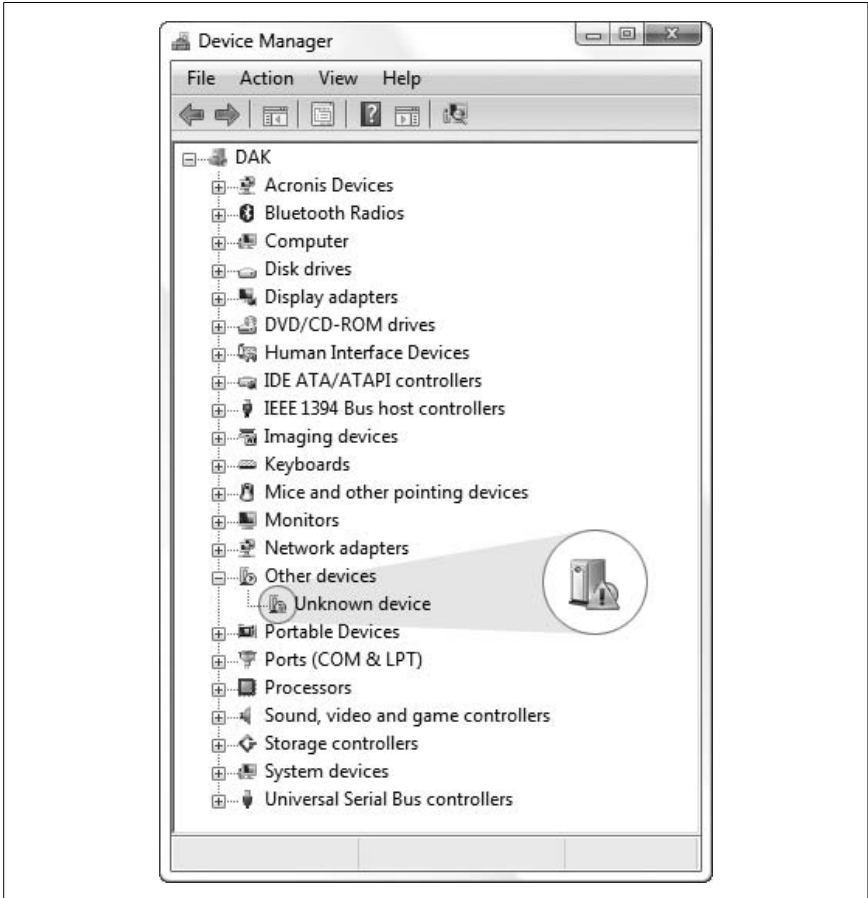 Device Manager
File Action View Help
DAK
Acronis Devices
Bluetooth Radios
Computer
Disk drives
Display adapters
DVD/CD-ROM drives
Human Interface Devices
IDE ATA/ATAPI controllers
IEEE 1394 Bus host controllers
Imaging devices
Keyboards
Mice and other pointing devices
Monitors
Network adapters
Other devices
Unknown device
Portable Devices
Ports (COM & LPT)
Processors
Sound, video and game controllers
Storage controllers
System devices
Universal Serial Bus controllers